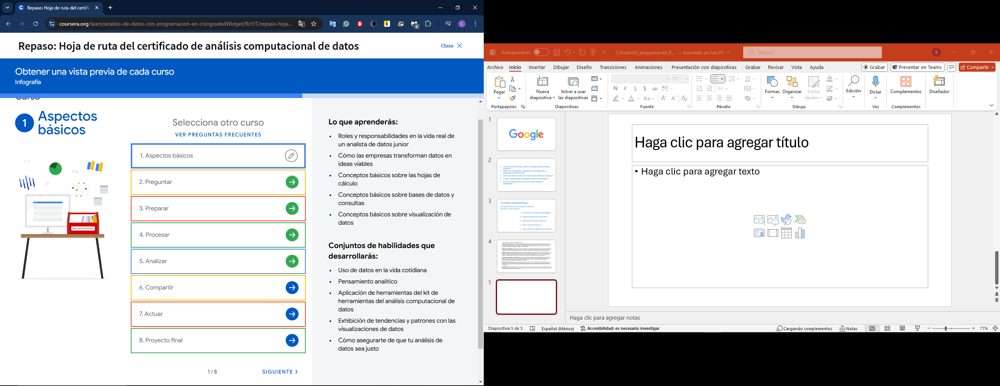 Repaso: Hoja de ruta del certific
coursera.org/learn/analisis-de-datos-con-programacion-en-r/ungradedWidget/RzYJT/repaso-hoja...
2
C
Repaso: Hoja de ruta del certificado de análisis computacional de datos
Close
Obtener una vista previa de cada curso
Infografía
Curso
1 Aspectos
básicos
ANALISTA DE DATOS
Selecciona otro curso
VER PREGUNTAS FRECUENTES
1. Aspectos básicos
2. Preguntar
3. Preparar
4. Procesar
5. Analizar
6. Compartir
7. Actuar
8. Proyecto final
1 / 8
SIGUIENTE
Lo que aprenderás:
• Roles y responsabilidades en la vida real de
un analista de datos junior
• Cómo las empresas transforman datos en
ideas viables
• Conceptos básicos sobre las hojas de
cálculo
• Conceptos básicos sobre bases de datos y
consultas
• Conceptos básicos sobre visualización de
datos
Conjuntos de habilidades que
desarrollarás:
• Uso de datos en la vida cotidiana
• Pensamiento analítico
• Aplicación de herramientas del kit de
herramientas del análisis computacional de
datos
• Exhibición de tendencias y patrones con las
visualizaciones de datos
• Cómo asegurarte de que tu análisis de
datos sea justo
Autoguardado
7_AnalisisD_programando_R.... • Guardado en Este PC
Buscar
II
Archivo Inicio Insertar Dibujar Diseño Transiciones Animaciones Presentación con diapositivas Grabar Revisar Vista Ayuda
Grabar Presentar en Teams Compartir
Pegar
Portapapeles
Nueva
diapositiva
Volver a usar
las diapositivas
Diapositivas
17
N K S S ab AV
A Aa A A
Fuente
Párrafo
Formas Organizar Estilos
rápidos
Dibujo
Edición
Dictar
Voz
Complementos
Complementos
Diseñador
1
Google
2
Use structured thinking to define a problem and ask the right
questions
Work with spreadsheets, databases, and tools like SQL to
organize and transform data
Clean your data to make sure it has integrity before you analyze it
Create impactful data visualizations to illustrate key points
Craft a compelling story to communicate insights to
stakeholders
3
Computer programming
Giving instructions to a computer to perform
an action or set of actions
Introduction to programming languages
Explore main features and functions
Basic programming concepts in R
How to work with data in R
Clean, transform, visualize, report data in R
4
5
Haga clic para agregar título
• Haga clic para agregar texto
Haga clic para agregar notas
Diapositiva 5 de 5 Español (México) Accesibilidad: es necesario investigar
Cargando complementos Notas 71%